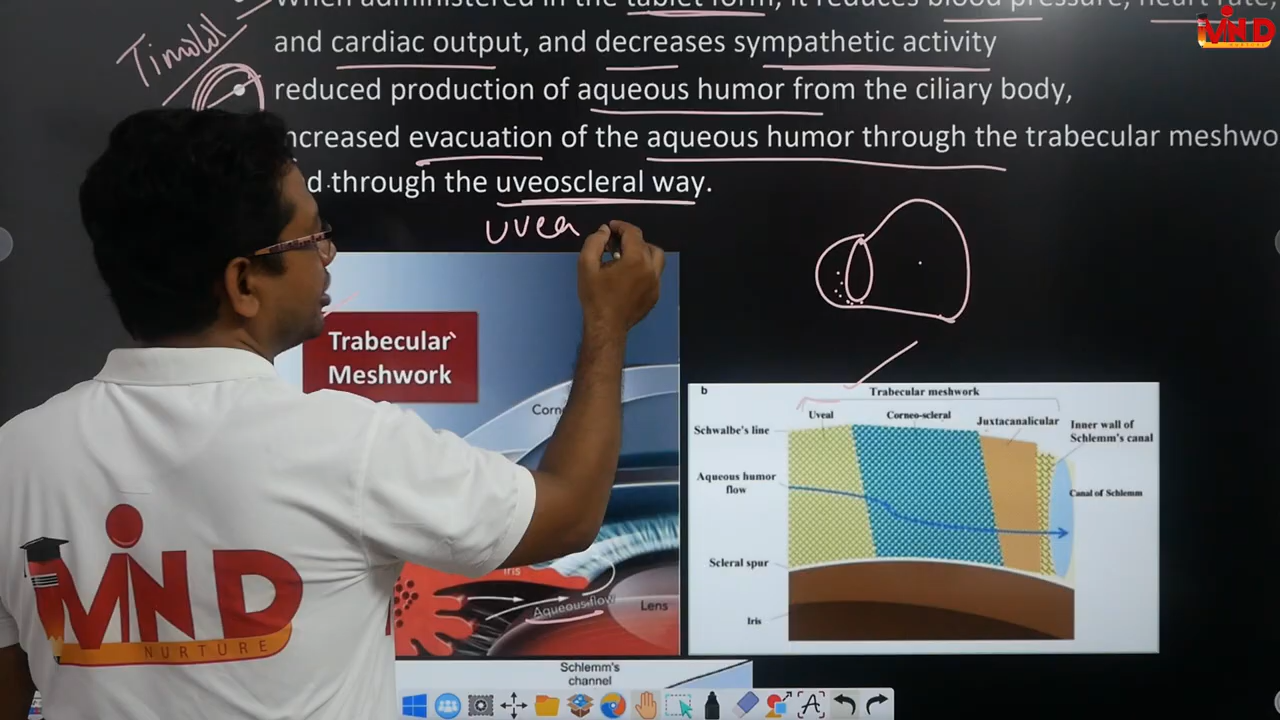 When administered in the tablet form, it reduces blood pressure, heart rate,
and cardiac output, and decreases sympathetic activity
Timolol
reduced production of aqueous humor from the ciliary body,
ncreased evacuation of the aqueous humor through the trabecular meshwo
d through the uveoscleral way.
uvea
MIND
NURTURE
Trabecular
Meshwork
Corn
Iris
Aqueous flow
Lens
Schlemm's
channel
b
Trabecular meshwork
Uveal
Corneo-scleral
Juxtacanalicular
Inner wall of
Schlemm's canal
Schwalbe's line
Aqueous humor
flow
Canal of Schlemm
Scleral spur
Iris
MIND
NURTURE